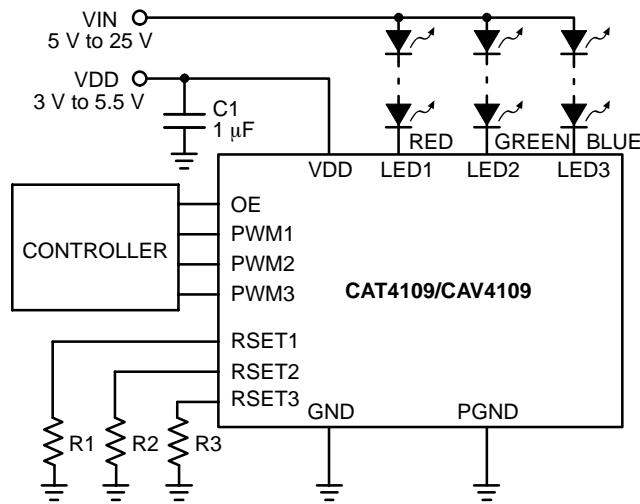 VIN
5 V to 25 V
VDD
3 V to 5.5 V
C1
1 μF
RED
GREEN
BLUE
VDD
LED1
LED2
LED3
CONTROLLER
OE
PWM1
PWM2
PWM3
CAT4109/CAV4109
RSET1
RSET2
RSET3
GND
PGND
R1
R2
R3